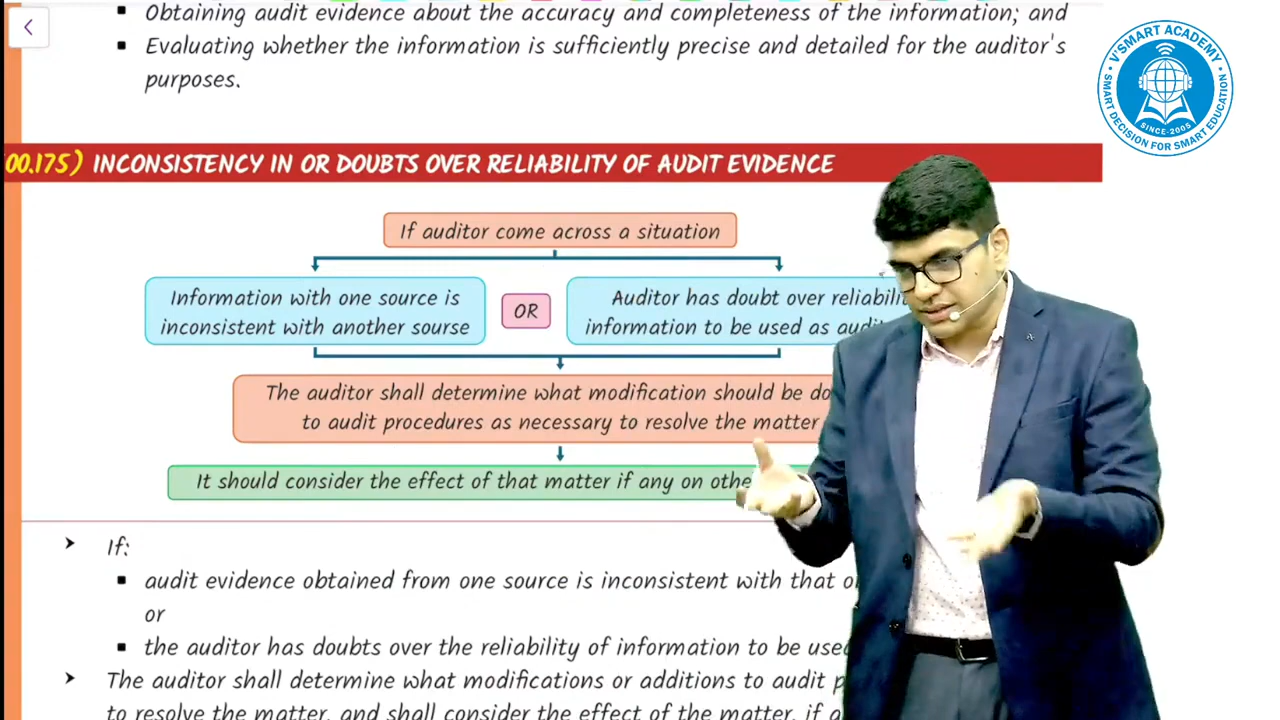 Obtaining audit evidence about the accuracy and completeness of the information; and
Evaluating whether the information is sufficiently precise and detailed for the auditor's
purposes.
V'SMART ACADEMY
SMART DECISION FOR SMART EDUCATION
SINCE-2005
00.175) INCONSISTENCY IN OR DOUBTS OVER RELIABILITY OF AUDIT EVIDENCE
If auditor come across a situation
Information with one source is
inconsistent with another sourse
OR
Auditor has doubt over
information to be used as
The auditor shall determine what modification should be
to audit procedures as necessary to resolve the matter
It should consider the effect of that matter if any on
If:
audit evidence obtained from one source is inconsistent with that
or
the auditor has doubts over the reliability of information to be
The auditor shall determine what modifications or additions to audit
to resolve the matter, and shall consider the effect of the matter, if